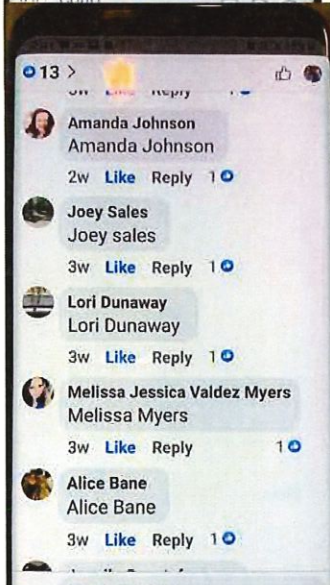 13 >
Like Reply
Amanda Johnson
Amanda Johnson
2w Like Reply 1
Joey Sales
Joey sales
3w Like Reply 1
Lori Dunaway
Lori Dunaway
3w Like Reply 1
Melissa Jessica Valdez Myers
Melissa Myers
3w Like Reply 1
Alice Bane
Alice Bane
3w Like Reply 1